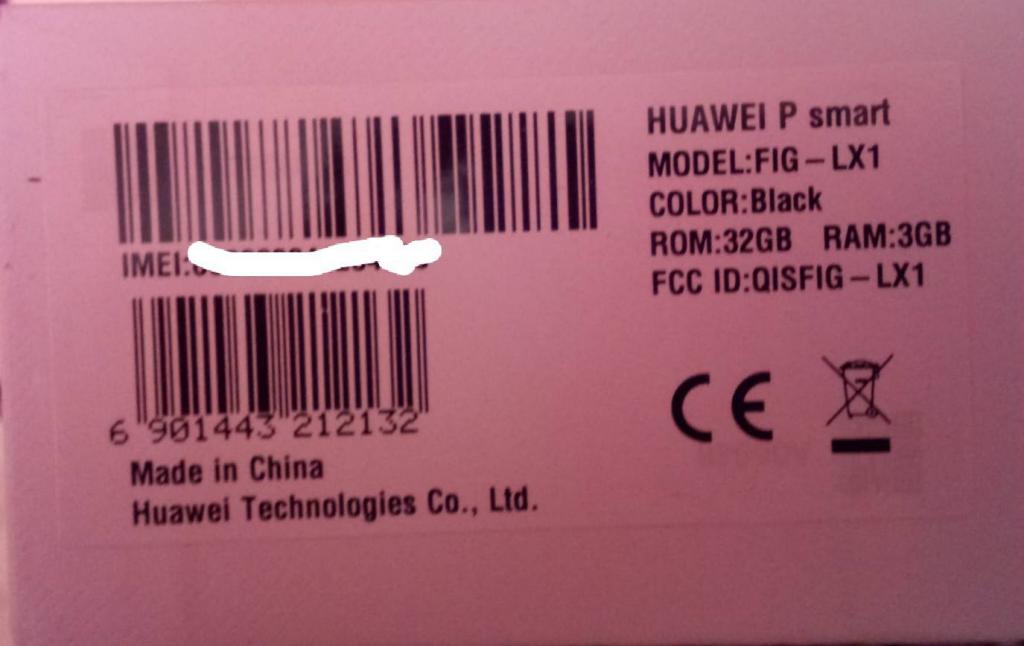 IMEI:
6 901443 212132
Made in China
Huawei Technologies Co., Ltd.
HUAWEI P smart
MODEL:FIG-LX1
COLOR:Black
ROM:32GB RAM:3GB
FCC ID:QISFIG-LX1
CE